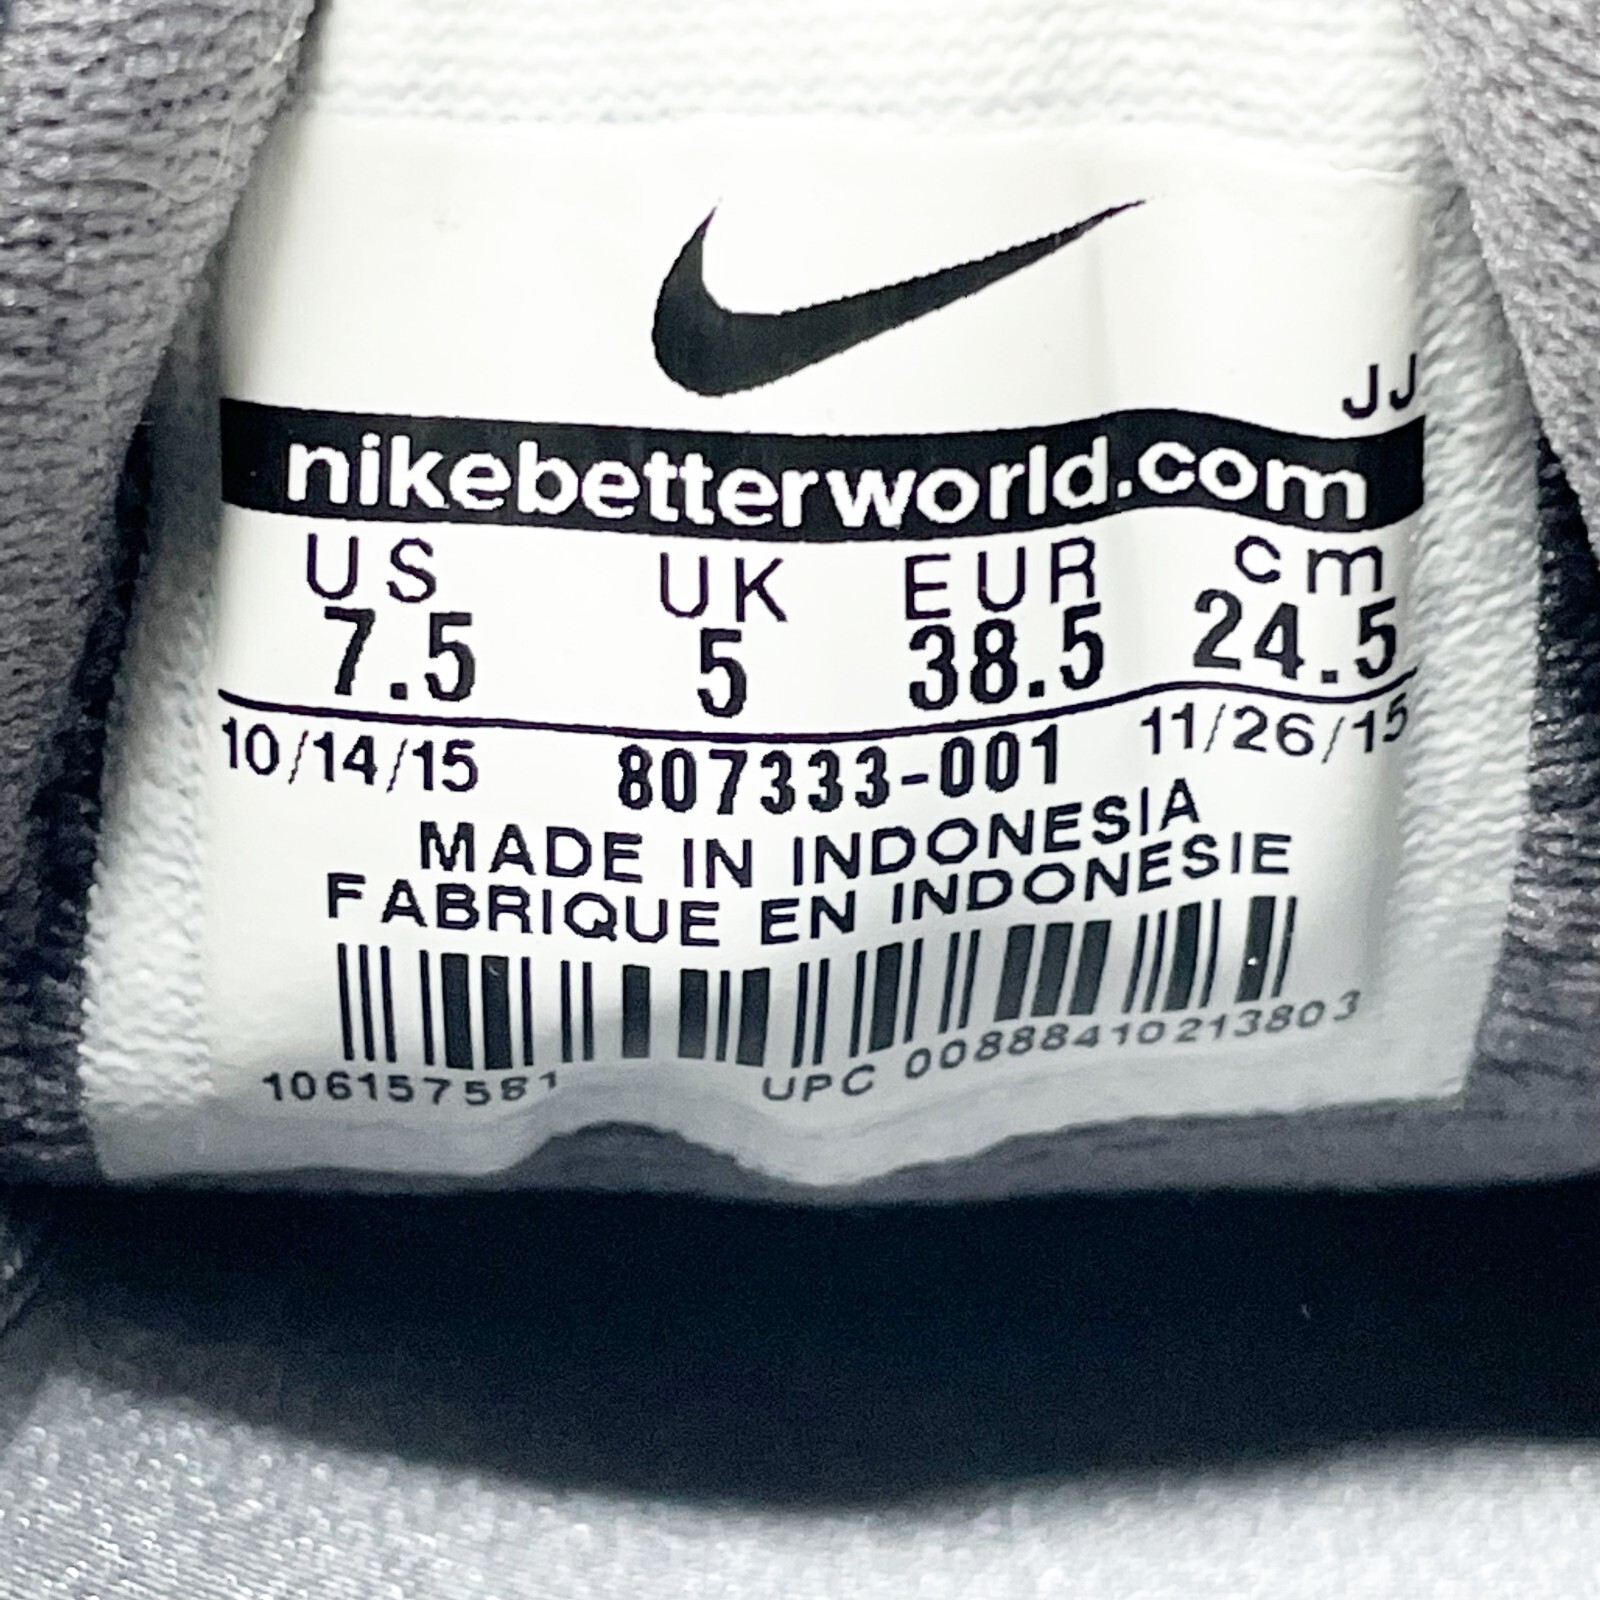 JJ
nikebetterworld.com
US UK EUR cm
7.5 5 38.5 24.5
10/14/15 807333-001 11/26/15
MADE IN INDONESIA
FABRIQUE EN INDONESIE
1061575811 UPC 00888410213803